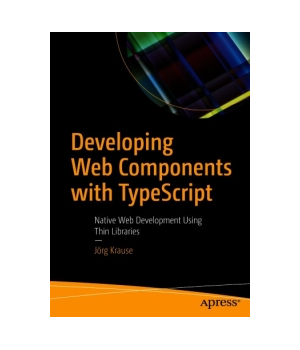 Developing
Web Components
with TypeScript
Native Web Development Using
Thin Libraries
—
Jörg Krause
Apress®